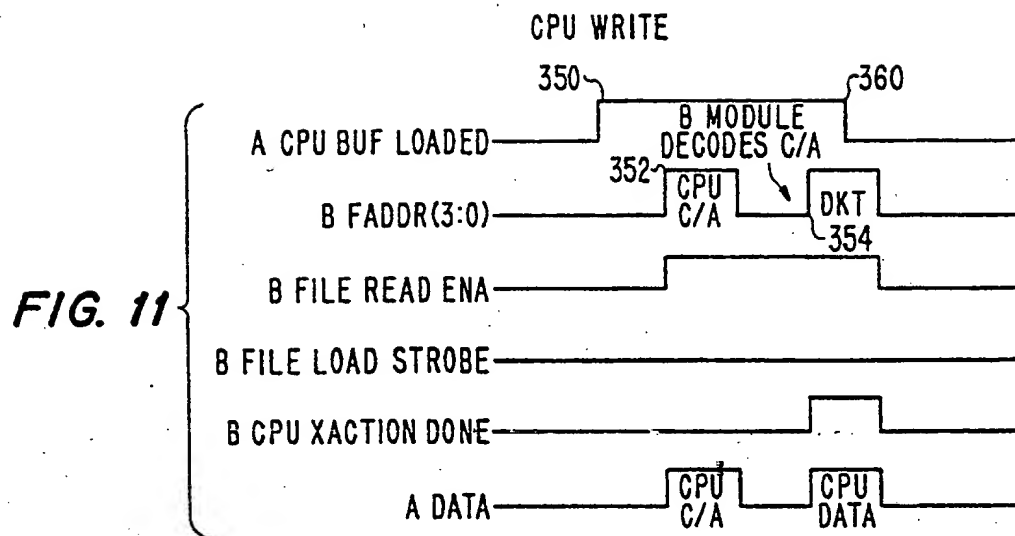 CPU WRITE
350
360
A CPU BUF LOADED
B MODULE
DECODES C/A
352
CPU
C/A
DKT
354
B FADDR(3:0)
B FILE READ ENA
FIG. 11
B FILE LOAD STROBE
B CPU XACTION DONE
A DATA
CPU
C/A
CPU
DATA